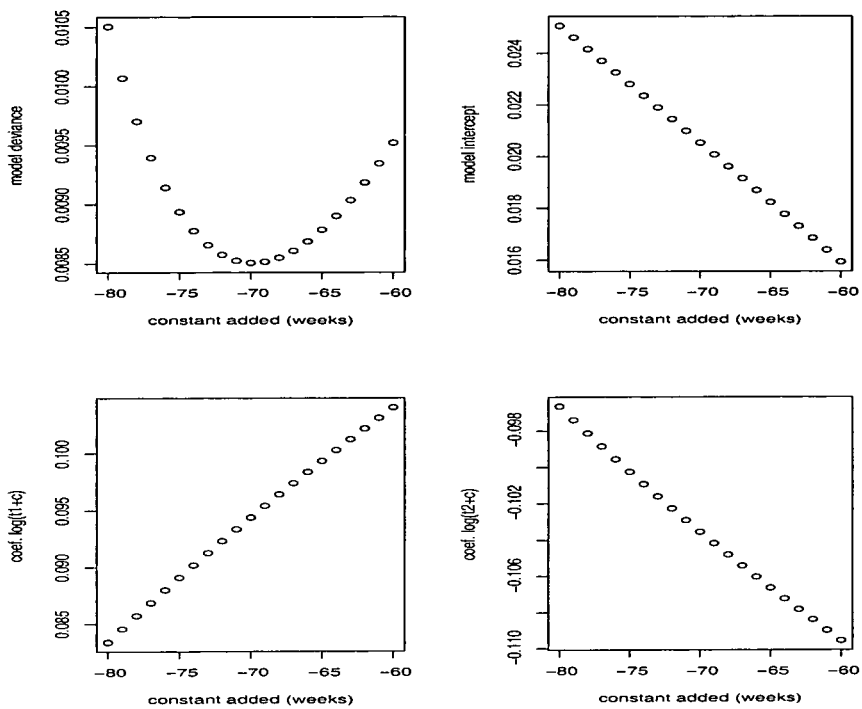 model deviance
0.0105
0.0100
0.0095
0.0090
0.0085
−80 −75 −70 −65 −60
constant added (weeks)
model intercept
0.024
0.022
0.020
0.018
0.016
−80 −75 −70 −65 −60
constant added (weeks)
coef. log(t1+c)
0.100
0.095
0.090
0.085
−80 −75 −70 −65 −60
constant added (weeks)
coef. log(t2+c)
-0.098
-0.102
-0.106
-0.110
−80 −75 −70 −65 −60
constant added (weeks)